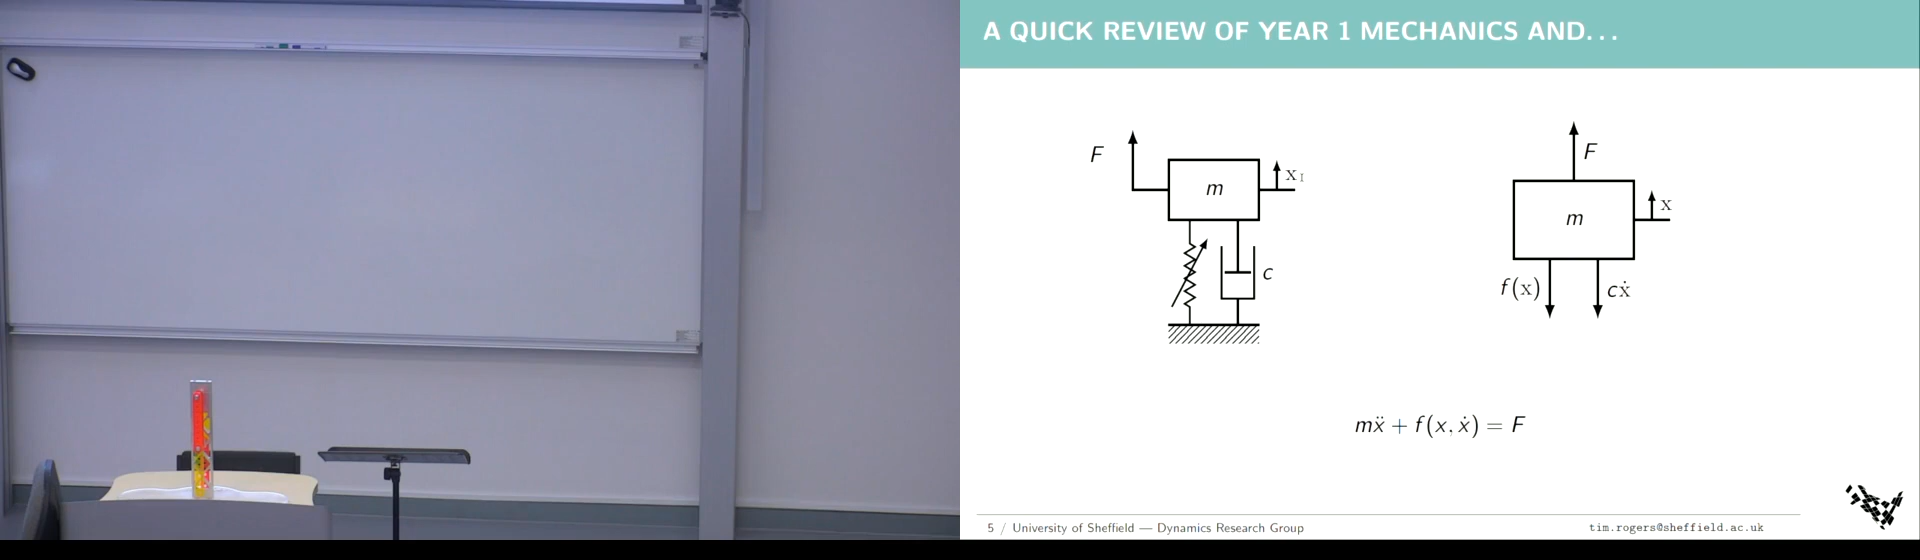 A QUICK REVIEW OF YEAR 1 MECHANICS AND...
F
m
x₁
c
F
m
x
f(x)
cẋ
mẍ + f(x, ẋ) = F
5 / University of Sheffield — Dynamics Research Group
tim.rogers@sheffield.ac.uk